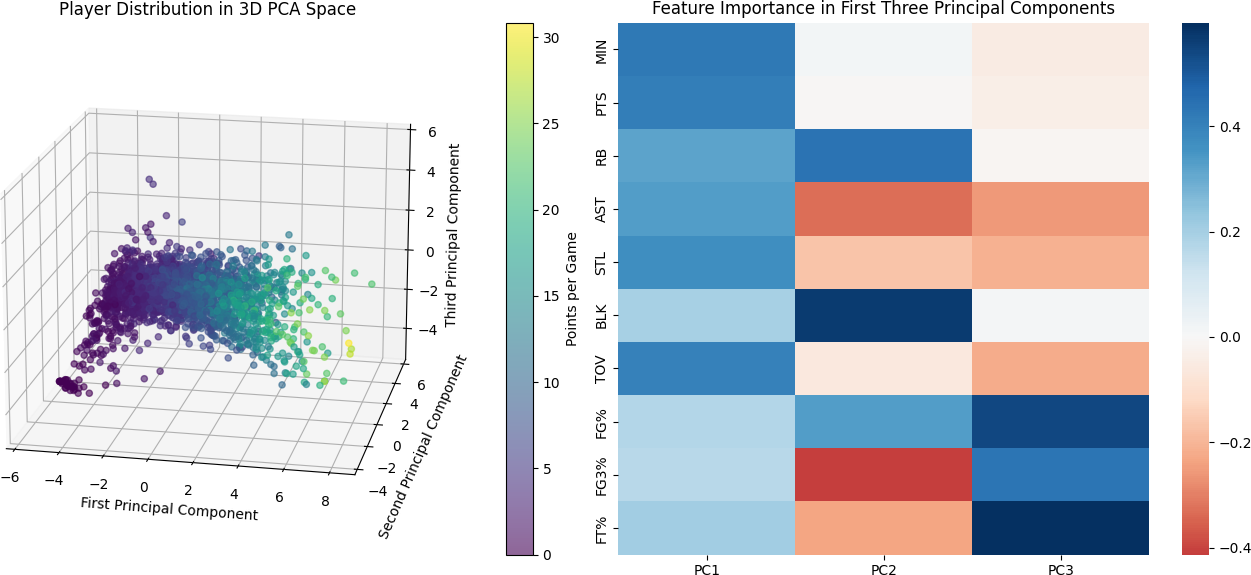 Player Distribution in 3D PCA Space
6
4
2
0
−2
−4
Third Principal Component
6
4
2
0
−2
−4
Second Principal Component
−6
−4
−2
0
2
4
6
8
First Principal Component
30
25
20
15
10
5
0
Points per Game
Feature Importance in First Three Principal Components
MIN
PTS
RB
AST
STL
BLK
TOV
FG%
FG3%
FT%
PC1
PC2
PC3
0.4
0.2
0.0
−0.2
−0.4